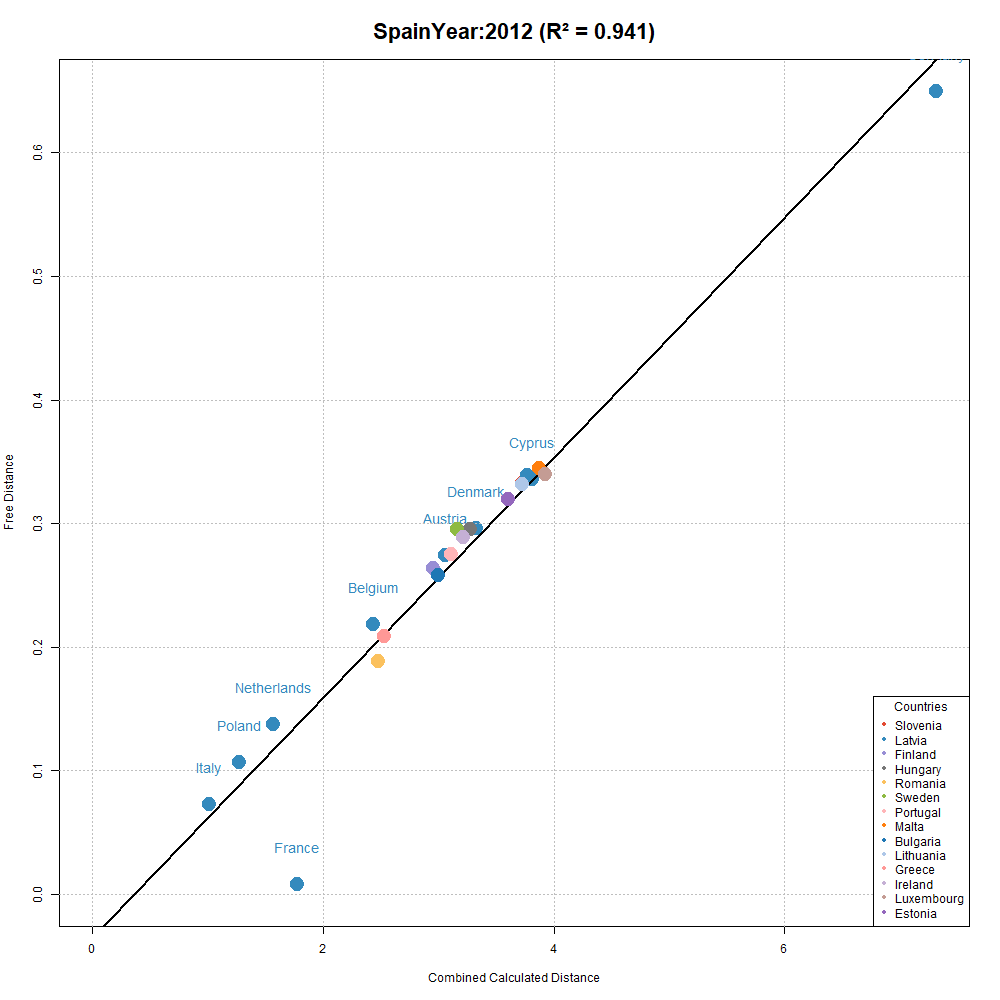 SpainYear:2012 (R² = 0.941)
0.6
0.5
0.4
0.3
0.2
0.1
0.0
Free Distance
Cyprus
Denmark
Austria
Belgium
Netherlands
Poland
Italy
France
Countries
Slovenia
Latvia
Finland
Hungary
Romania
Sweden
Portugal
Malta
Bulgaria
Lithuania
Greece
Ireland
Luxembourg
Estonia
0 2 4 6
Combined Calculated Distance